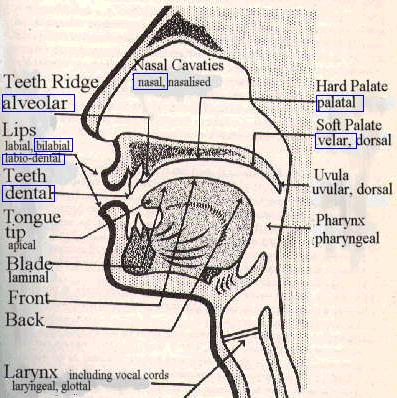 Nasal Cavaties
nasal, nasalised
Teeth Ridge
alveolar
Lips
labial, bilabial
labio-dental
Teeth
dental
Tongue
tip
apical
Blade
laminal
Front
Back
Larynx including vocal cords
laryngeal, glottal
Hard Palate
palatal
Soft Palate
velar, dorsal
Uvula
uvular, dorsal
Pharynx
pharyngeal